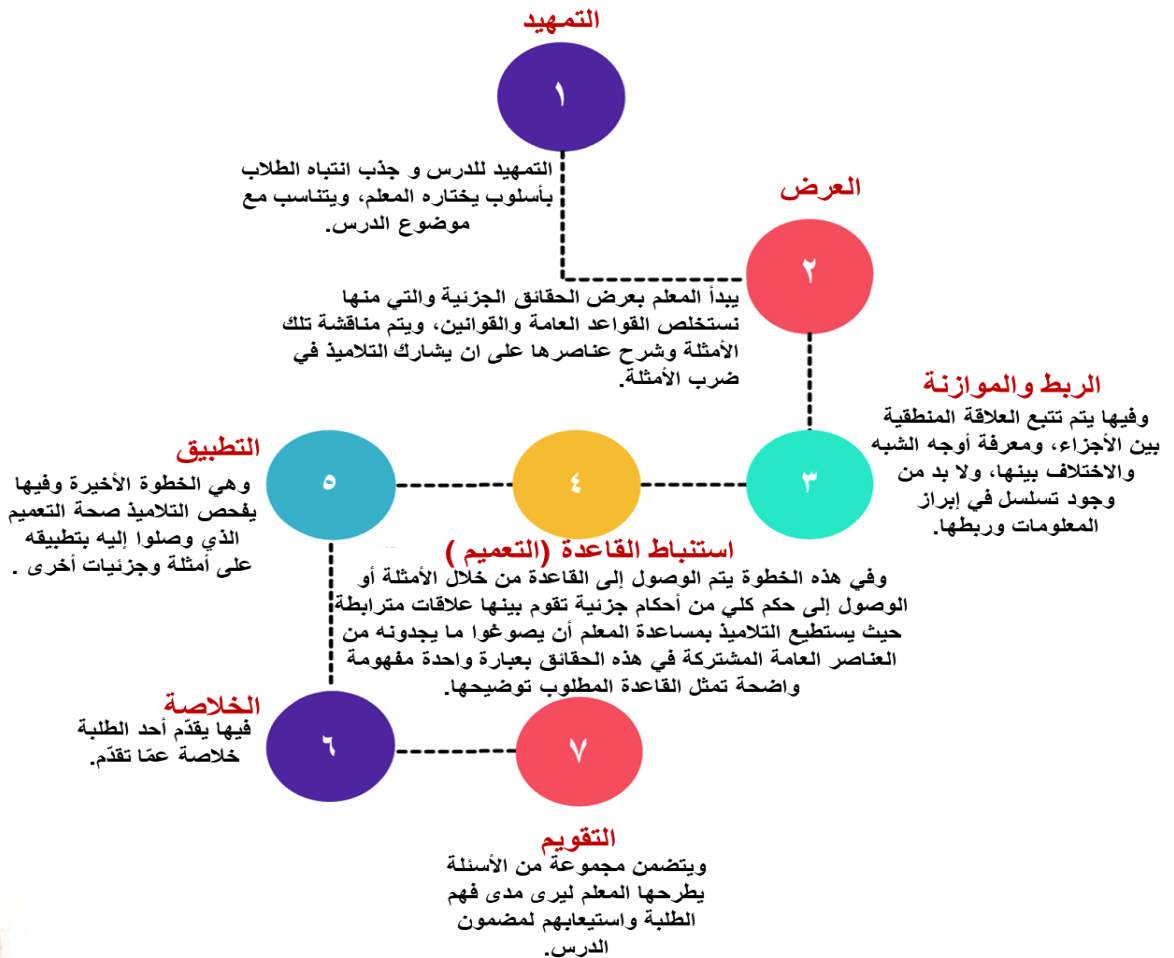 التمهيد
١
التمهيد للدرس و جذب انتباه الطلاب
بأسلوب يختاره المعلم، ويتناسب مع
موضوع الدرس.
العرض
٢
يبدأ المعلم بعرض الحقائق الجزئية والتي منها
نستخلص القواعد العامة والقوانين، ويتم مناقشة تلك
الأمثلة وشرح عناصرها على ان يشارك التلاميذ في
ضرب الأمثلة.
الربط والموازنة
٣
وفيها يتم تتبع العلاقة المنطقية
بين الأجزاء، ومعرفة أوجه الشبه
والاختلاف بينها، ولا بد من
وجود تسلسل في إبراز
المعلومات وربطها.
٤
استنباط القاعدة (التعميم )
وفي هذه الخطوة يتم الوصول إلى القاعدة من خلال الأمثلة أو
الوصول إلى حكم كلي من أحكام جزئية تقوم بينها علاقات مترابطة
حيث يستطيع التلاميذ بمساعدة المعلم أن يصوغوا ما يجدونه من
العناصر العامة المشتركة في هذه الحقائق بعبارة واحدة مفهومة
واضحة تمثل القاعدة المطلوب توضيحها.
التطبيق
٥
وهي الخطوة الأخيرة وفيها
يفحص التلاميذ صحة التعميم
الذي وصلوا إليه بتطبيقه
على أمثلة وجزئيات أخرى .
الخلاصة
٦
فيها يقدّم أحد الطلبة
خلاصة عمّا تقدّم.
٧
التقويم
ويتضمن مجموعة من الأسئلة
يطرحها المعلم ليرى مدى فهم
الطلبة واستيعابهم لمضمون
الدرس.